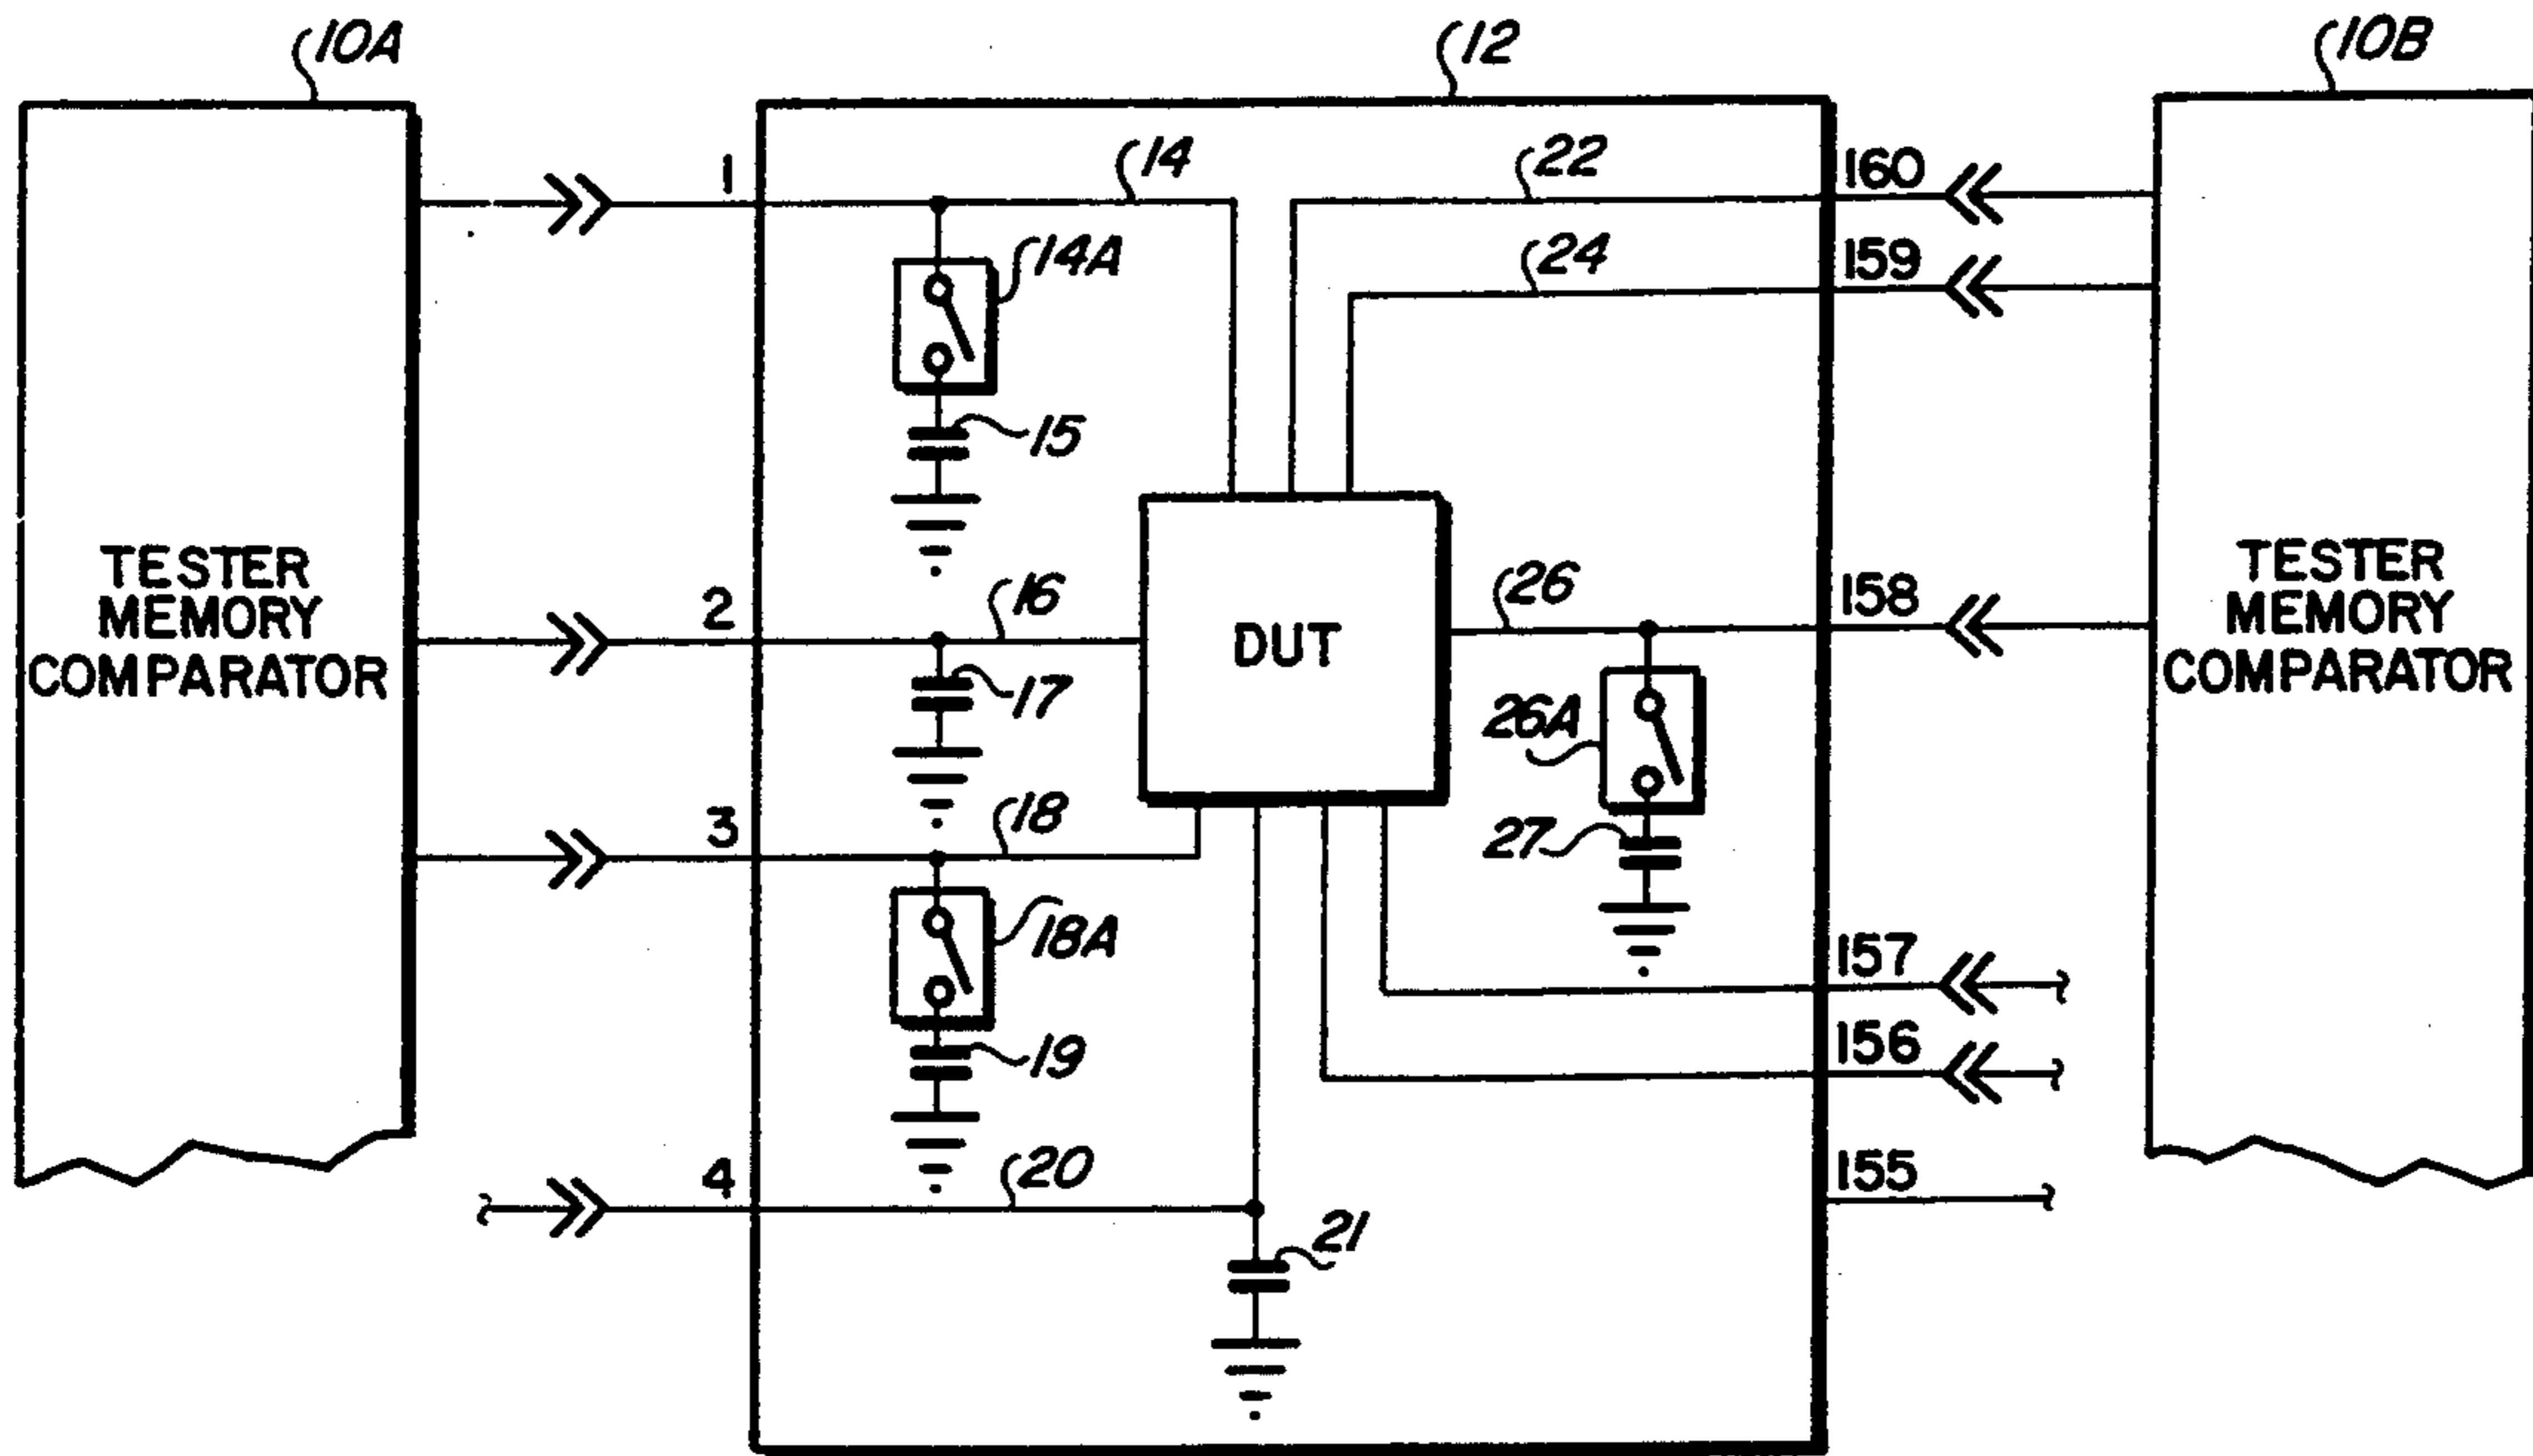 10A
12
10B
1
14
22
160
14A
24
159
15
TESTER
MEMORY
COMPARATOR
2
16
DUT
26
158
TESTER
MEMORY
COMPARATOR
17
26A
3
18
27
18A
157
19
156
4
20
155
21